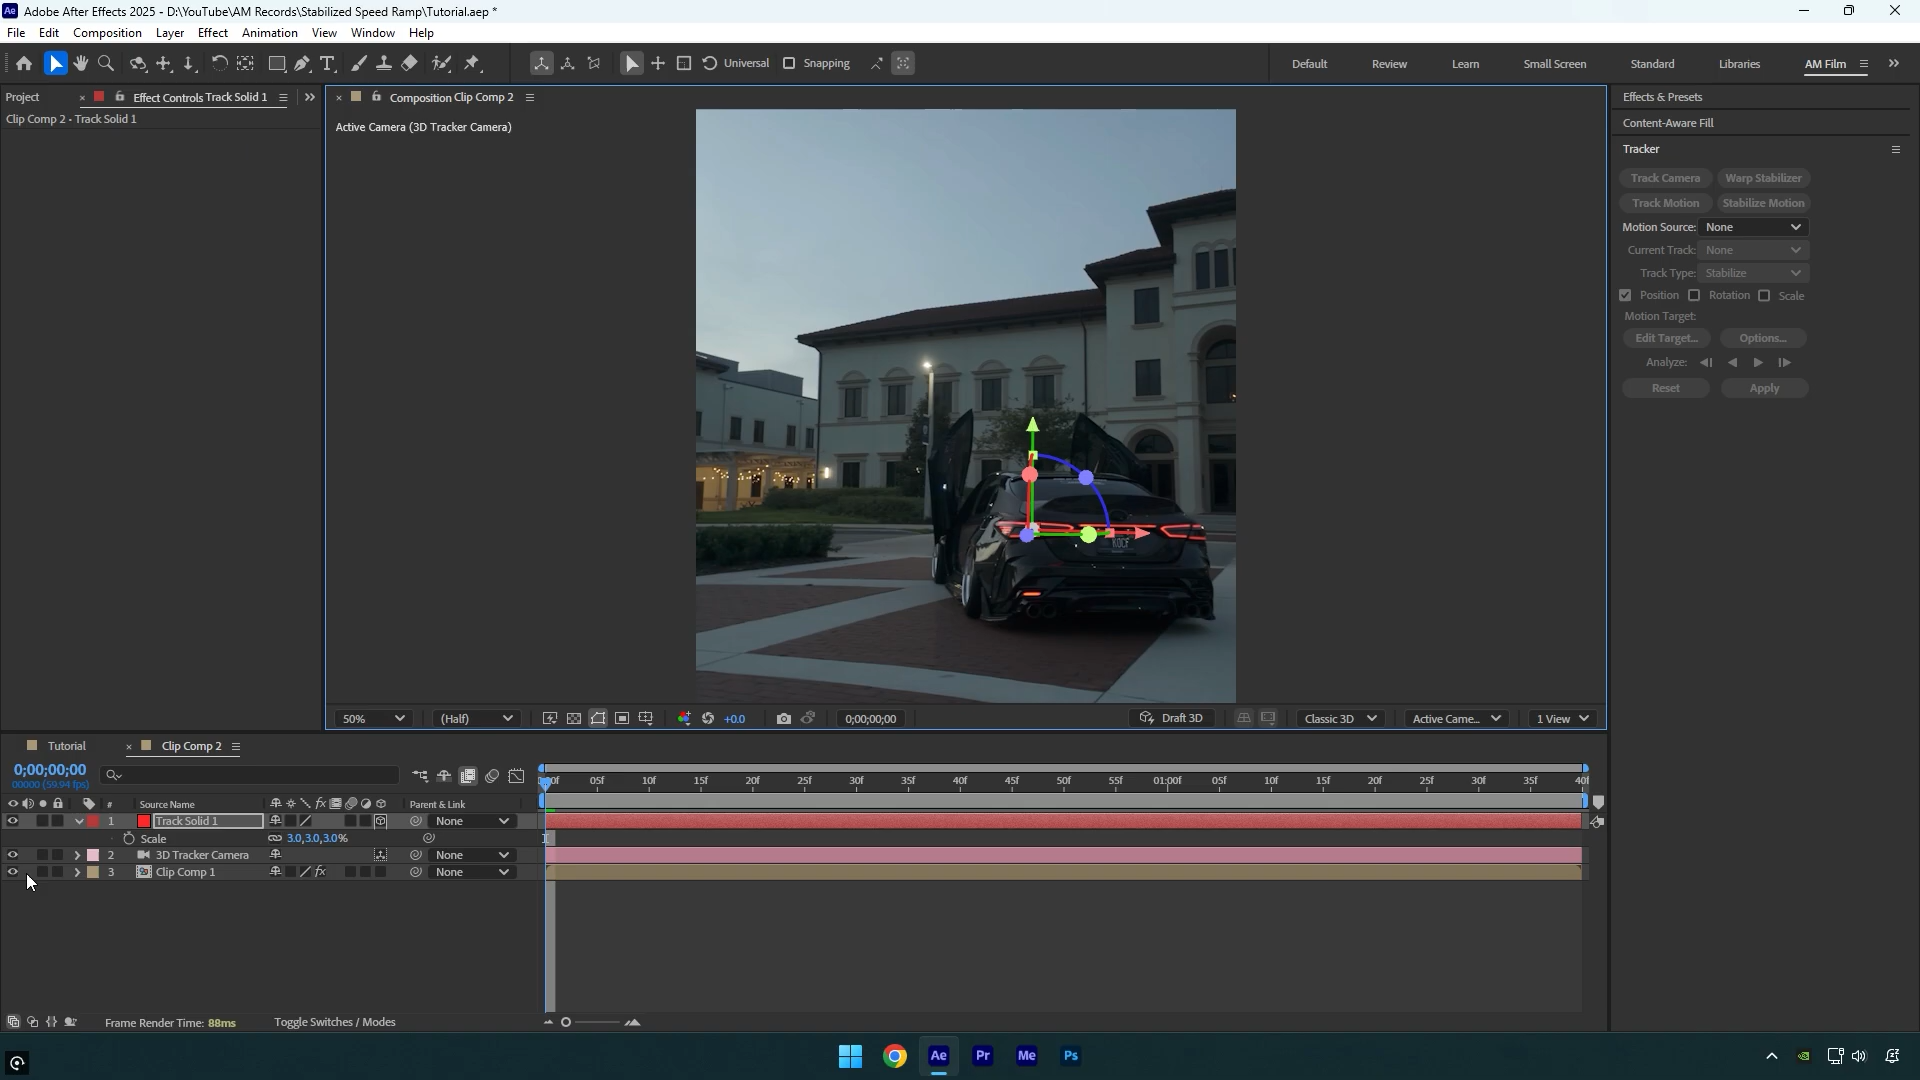 Ae Adobe After Effects 2025 - D:\YouTube\AM Records\Stabilized Speed Ramp\Tutorial.aep *
File Edit Composition Layer Effect Animation View Window Help
Universal Snapping Default Review Learn Small Screen Standard Libraries AM Film
Project Effect Controls Track Solid 1 Composition Clip Comp 2
Clip Comp 2 - Track Solid 1
Active Camera (3D Tracker Camera)
Effects & Presets
Content-Aware Fill
Tracker
Track Camera Warp Stabilizer
Track Motion Stabilize Motion
Motion Source: None
Current Track: None
Track Type: Stabilize
Position Rotation Scale
Motion Target:
Edit Target... Options...
Analyze:
Reset Apply
50% (Half) +0.0 0;00;00;00 Draft 3D Classic 3D Active Came... 1 View
Tutorial Clip Comp 2
0;00;00;00
00000 (59.94 fps)
05f 10f 15f 20f 25f 30f 35f 40f 45f 50f 55f 01:00f 05f 10f 15f 20f 25f 30f 35f 40f
# Source Name fx Parent & Link
1 Track Solid 1 None
Scale 3.0,3.0,3.0%
2 3D Tracker Camera None
3 Clip Comp 1 fx None
Frame Render Time: 88ms Toggle Switches / Modes
Ae Pr Me Ps